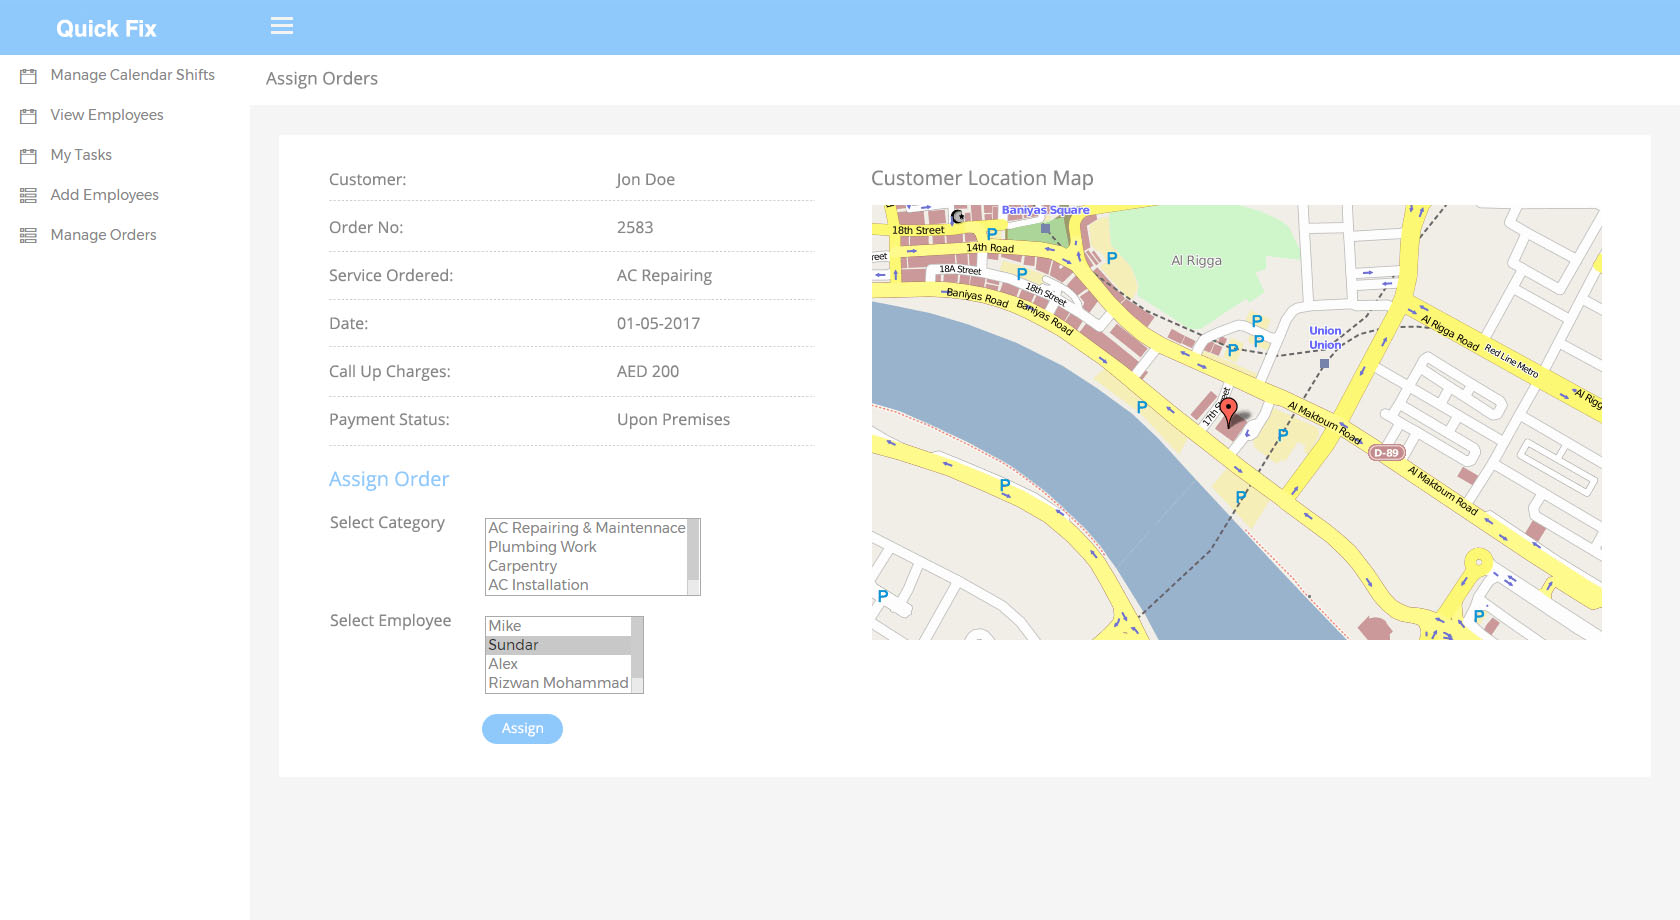 Quick Fix
Manage Calendar Shifts
View Employees
My Tasks
Add Employees
Manage Orders
Assign Orders
Customer: Jon Doe
Order No: 2583
Service Ordered: AC Repairing
Date: 01-05-2017
Call Up Charges: AED 200
Payment Status: Upon Premises
Assign Order
Select Category
AC Repairing & Maintennace
Plumbing Work
Carpentry
AC Installation
Select Employee
Mike
Sundar
Alex
Rizwan Mohammad
Assign
Customer Location Map
Baniyas Square
18th Street
P
14th Road
P
Al Rigga
18A Street
P
18th Street
Baniyas Road
Baniyas Road
P
Union
Union
P
P
Al Rigga Road
Red Line Metro
17th Street
P
Al Maktoum Road
P
D-89
Al Maktoum Road
P
P
P
P